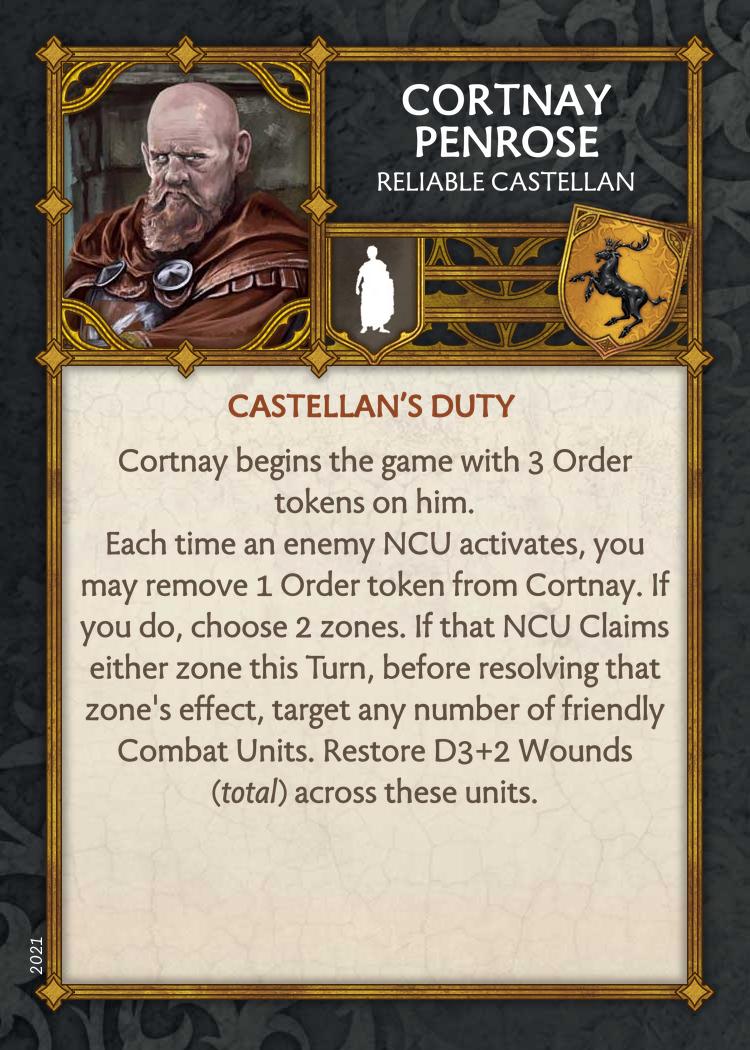 CORTNAY
PENROSE
RELIABLE CASTELLAN
CASTELLAN'S DUTY
Cortnay begins the game with 3 Order
tokens on him.
Each time an enemy NCU activates, you
may remove 1 Order token from Cortnay. If
you do, choose 2 zones. If that NCU Claims
either zone this Turn, before resolving that
zone's effect, target any number of friendly
Combat Units. Restore D3+2 Wounds
(total) across these units.
2021